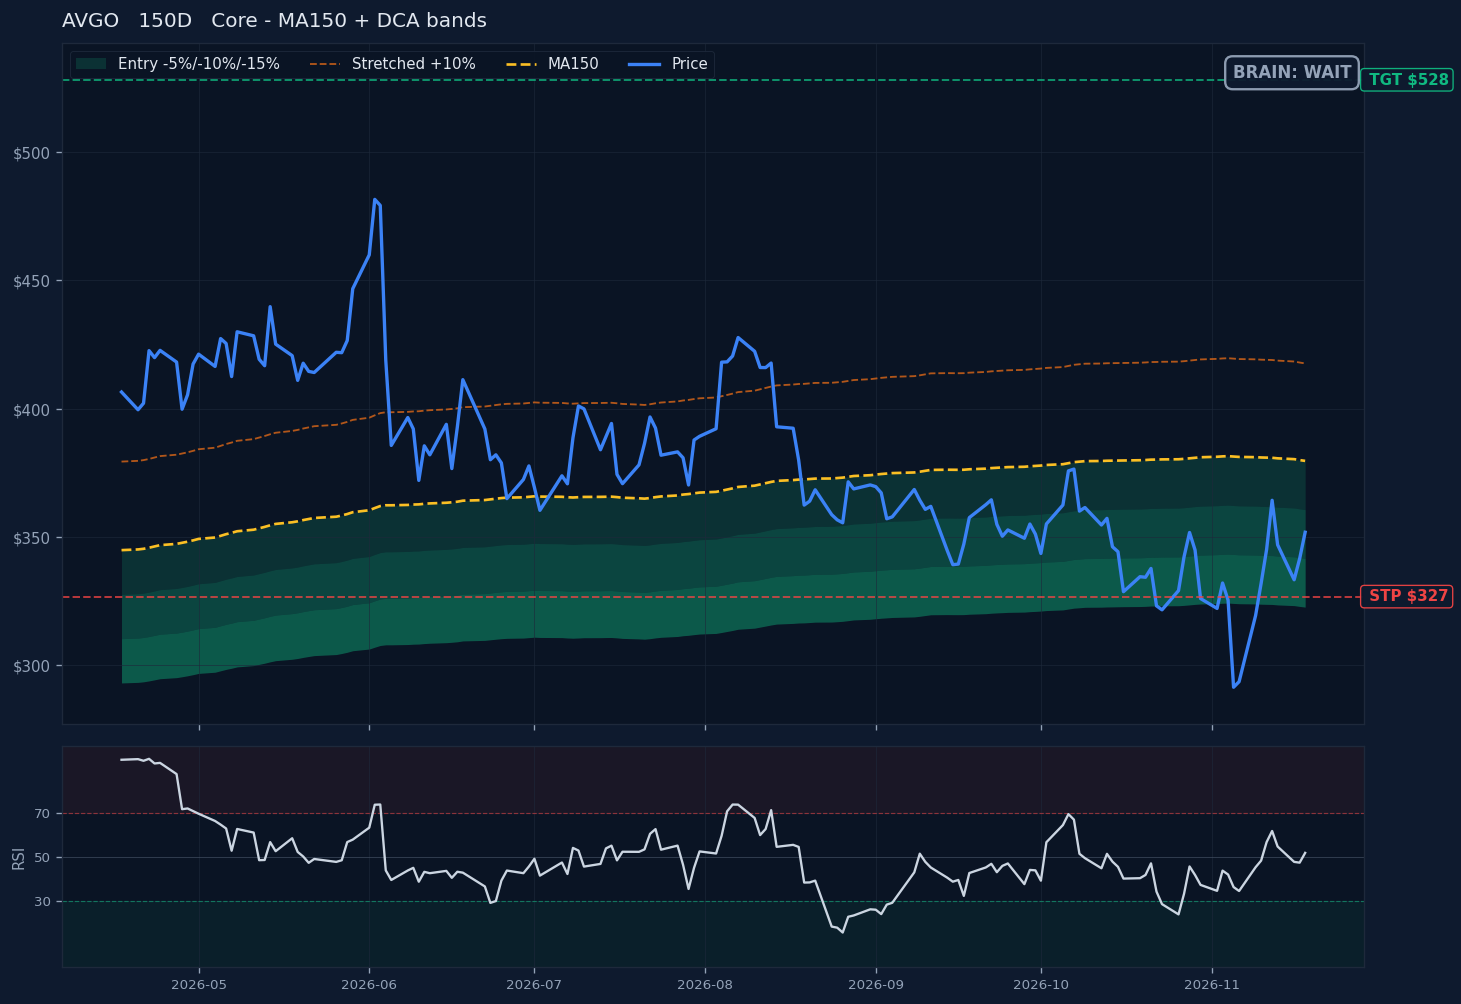 AVGO   150D   Core - MA150 + DCA bands
Entry -5%/-10%/-15%   Stretched +10%   MA150   Price
BRAIN: WAIT
TGT $528
$500
$450
$400
$350
STP $327
$300
RSI
70
50
30
2026-05   2026-06   2026-07   2026-08   2026-09   2026-10   2026-11